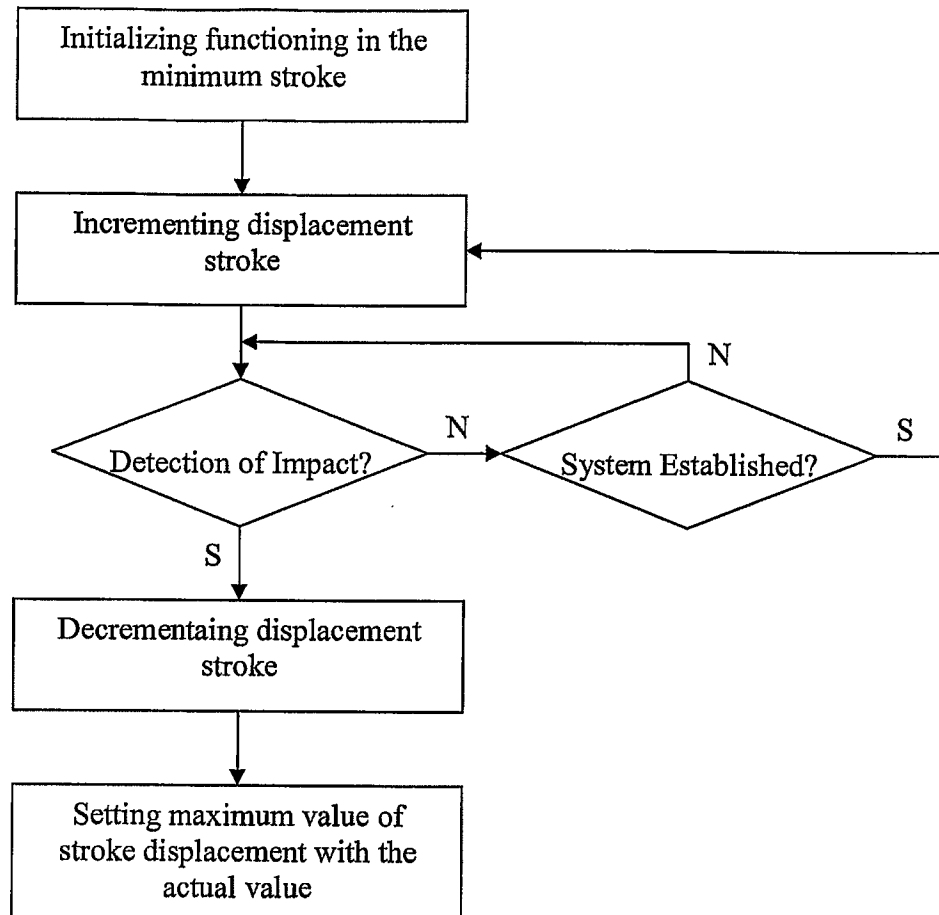 Initializing functioning in the
minimum stroke
Incrementing displacement
stroke
N
Detection of Impact?
N
System Established?
S
S
Decrementaing displacement
stroke
Setting maximum value of
stroke displacement with the
actual value